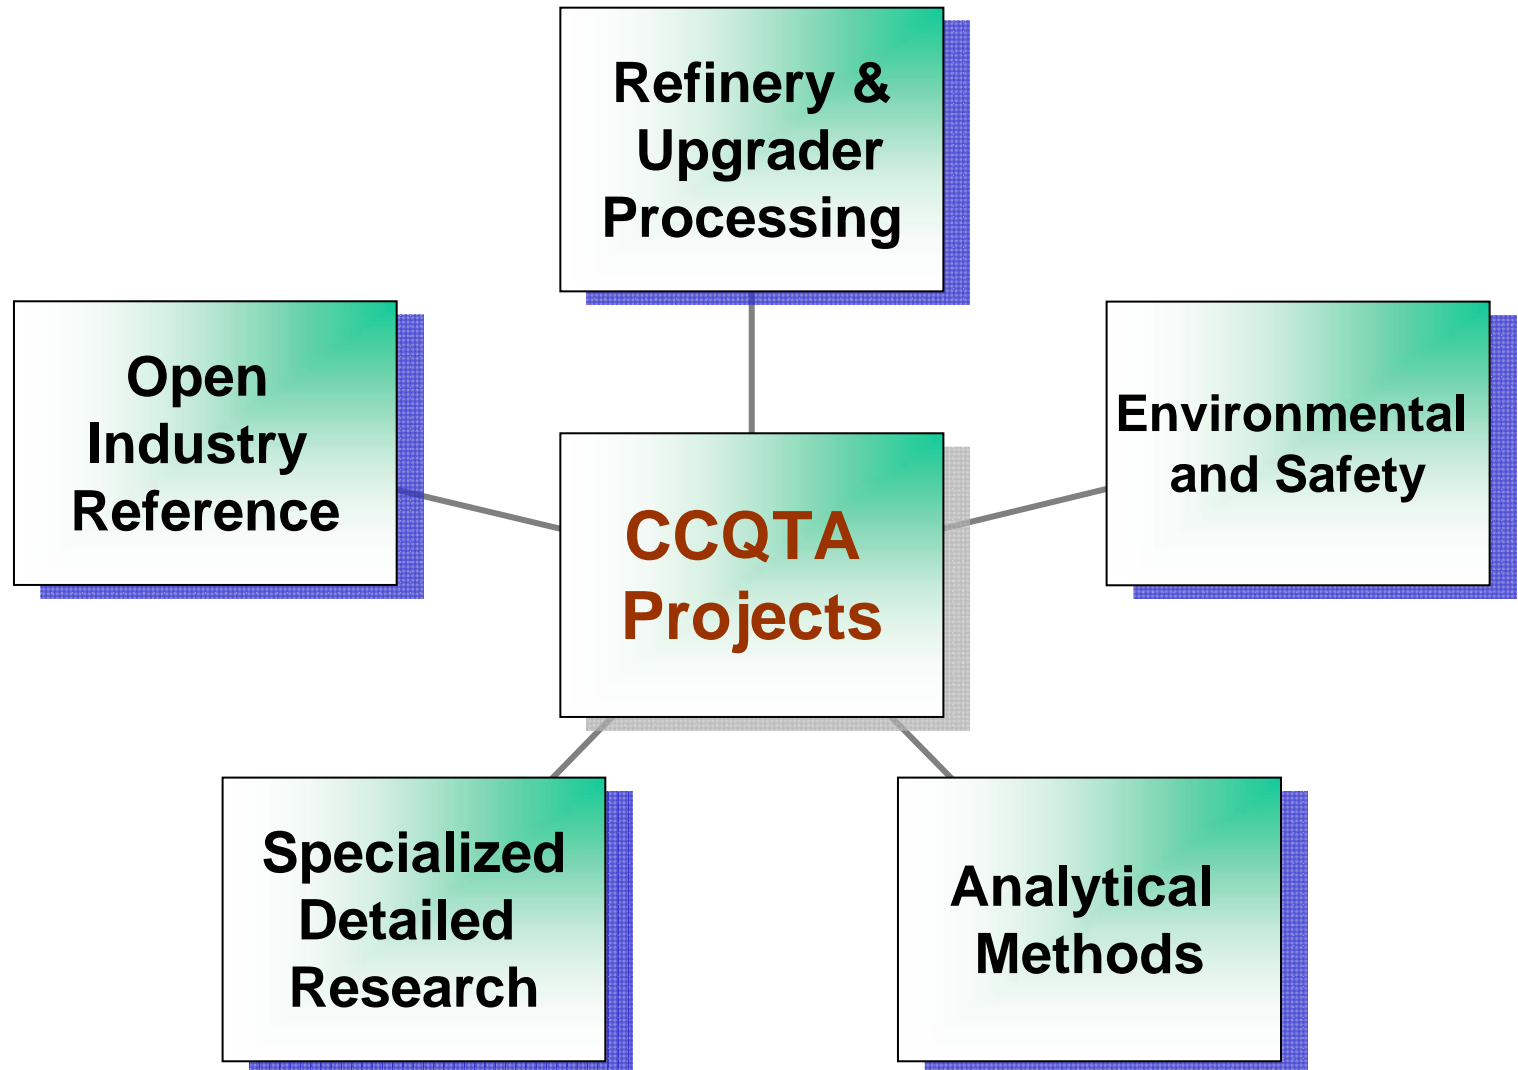 Refinery &
Upgrader
Processing
Open
Industry
Reference
Environmental
and Safety
CCQTA
Projects
Specialized
Detailed
Research
Analytical
Methods